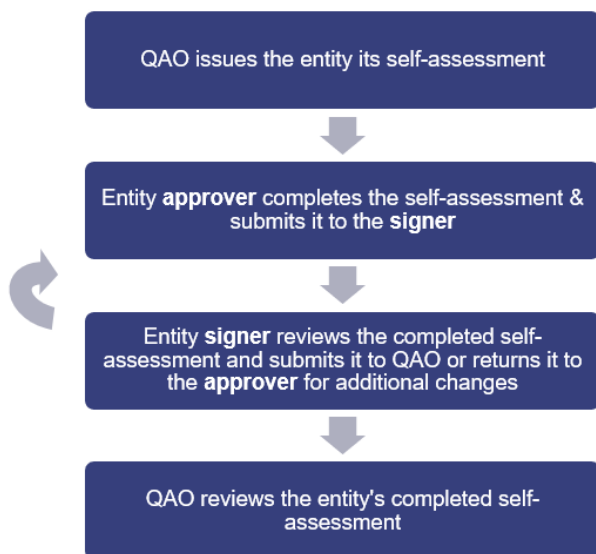 QAO issues the entity its self-assessment
Entity approver completes the self-assessment &
submits it to the signer
Entity signer reviews the completed self-
assessment and submits it to QAO or returns it to
the approver for additional changes
QAO reviews the entity's completed self-
assessment